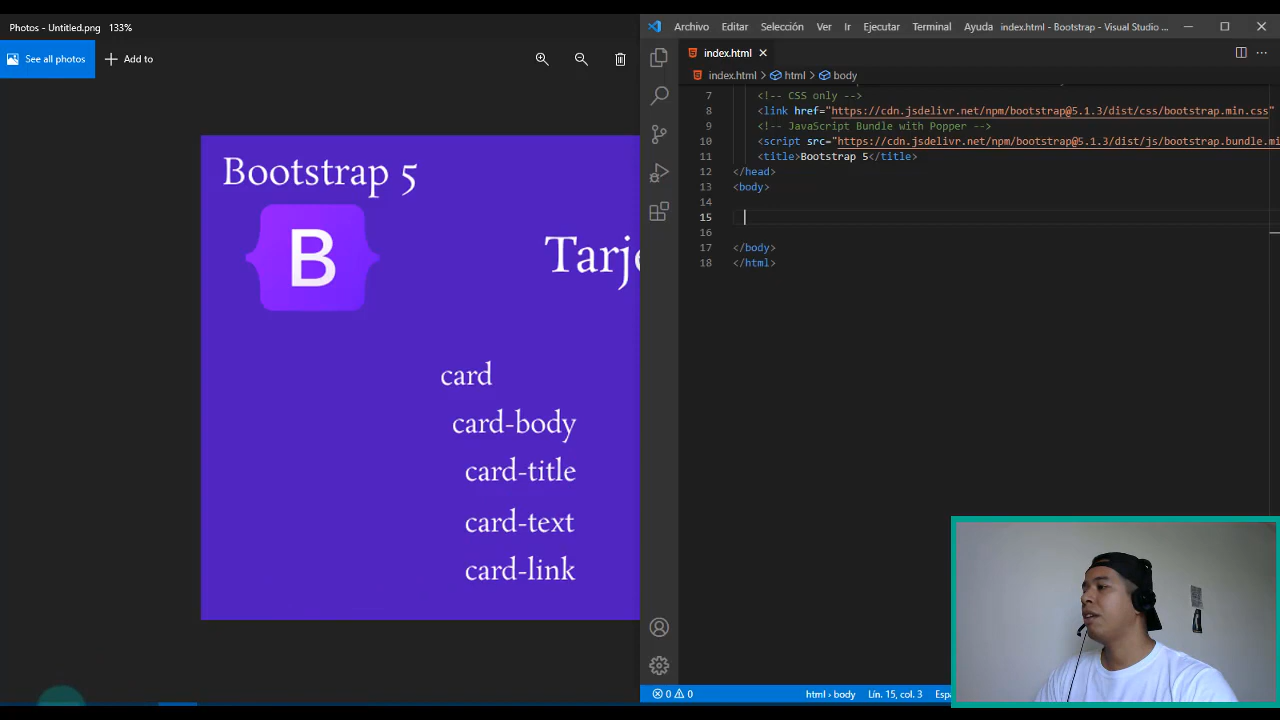 Photos - Untitled.png 133%
See all photos
Add to
Bootstrap 5
B
Tarje
card
card-body
card-title
card-text
card-link
Archivo Editar Selección Ver Ir Ejecutar Terminal Ayuda index.html - Bootstrap - Visual Studio ...
index.html
index.html > html > body
7
<!-- CSS only -->
8 <link href="https://cdn.jsdelivr.net/npm/bootstrap@5.1.3/dist/css/bootstrap.min.css"
9 <!-- JavaScript Bundle with Popper -->
10 <script src="https://cdn.jsdelivr.net/npm/bootstrap@5.1.3/dist/js/bootstrap.bundle.mi
11 <title>Bootstrap 5</title>
12 </head>
13 <body>
14
15
16
17 </body>
18 </html>
0 0 html > body Lín. 15, col. 3 Espa